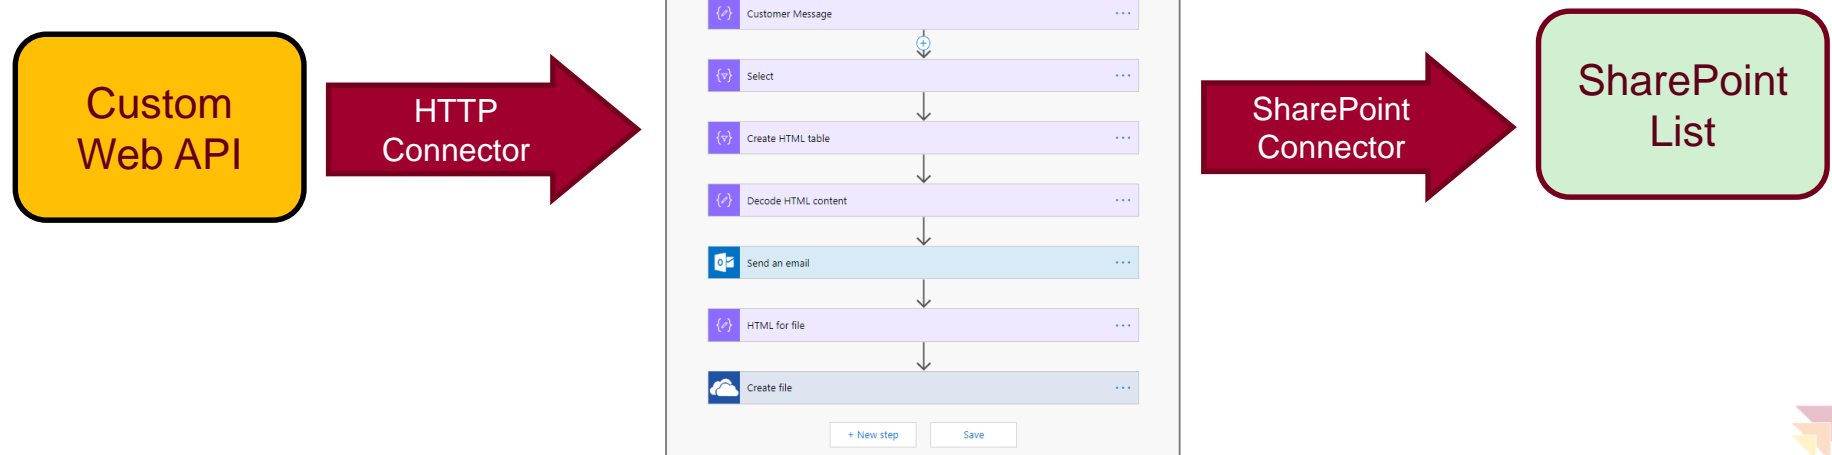 Custom
Web API
HTTP
Connector
Customer Message
Select
Create HTML table
Decode HTML content
Send an email
HTML for file
Create file
+ New step
Save
SharePoint
Connector
SharePoint
List